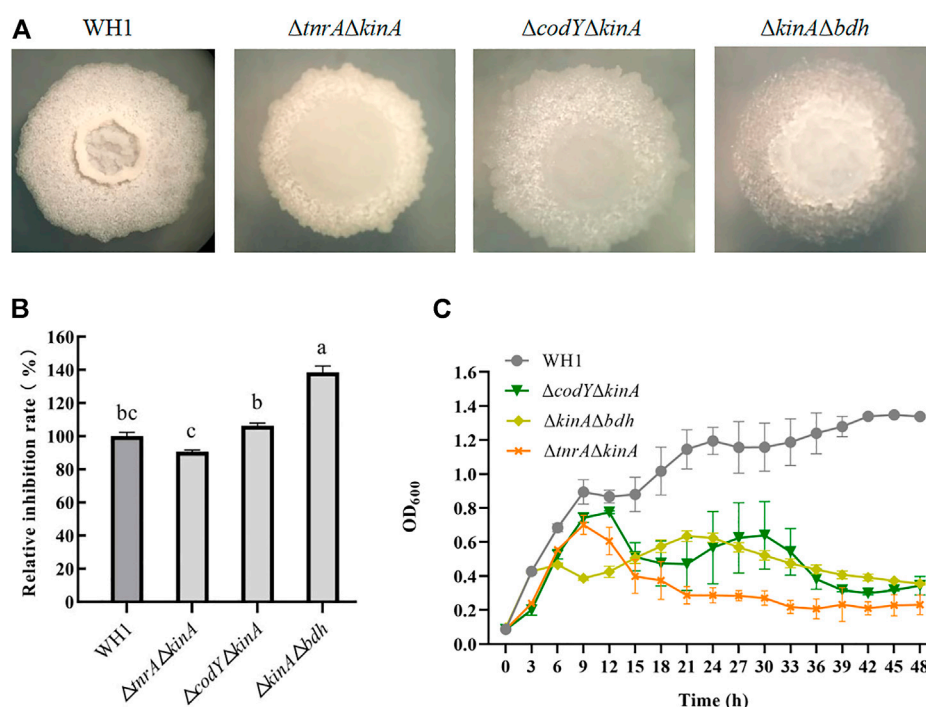 A
WH1
ΔtnrAΔkinA
ΔcodYΔkinA
ΔkinAΔbdh
B
Relative inhibition rate ( %)
160
140
120
100
80
60
40
20
0
bc
c
b
a
WH1
ΔtnrAΔkinA
ΔcodYΔkinA
ΔkinAΔbdh
C
WH1
ΔcodYΔkinA
ΔkinAΔbdh
ΔtnrAΔkinA
OD600
1.6
1.4
1.2
1.0
0.8
0.6
0.4
0.2
0.0
0 3 6 9 12 15 18 21 24 27 30 33 36 39 42 45 48
Time (h)